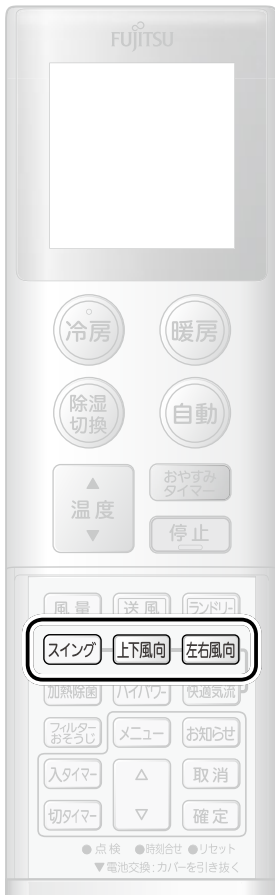 FUJITSU
冷房 暖房
除湿
切換
自動
▲
温度
▼
おやすみ
タイマー
停止
風量 送風 ランドリー
スイング 上下風向 左右風向
加熱除菌 ハイパワー 快適気流
フィルター
おそうじ
メニュー お知らせ
入タイマー △ 取消
切タイマー ▽ 確定
●点検 ●時刻合せ ●リセット
▼電池交換:カバーを引き抜く